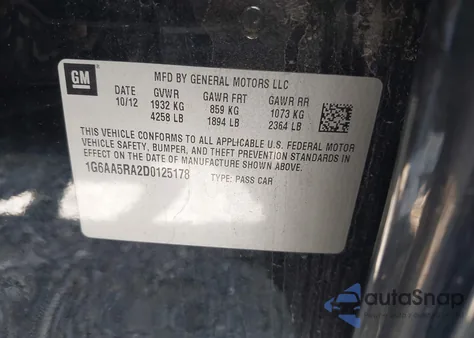 GM
MFD BY GENERAL MOTORS LLC
DATE GVWR GAWR FRT GAWR RR
10/12 1932 KG 859 KG 1073 KG
4258 LB 1894 LB 2364 LB
THIS VEHICLE CONFORMS TO ALL APPLICABLE U.S. FEDERAL MOTOR
VEHICLE SAFETY, BUMPER, AND THEFT PREVENTION STANDARDS
IN EFFECT ON THE DATE OF MANUFACTURE SHOWN ABOVE.
1G6AA5RA2D0125178 TYPE: PASS CAR
autoSnap